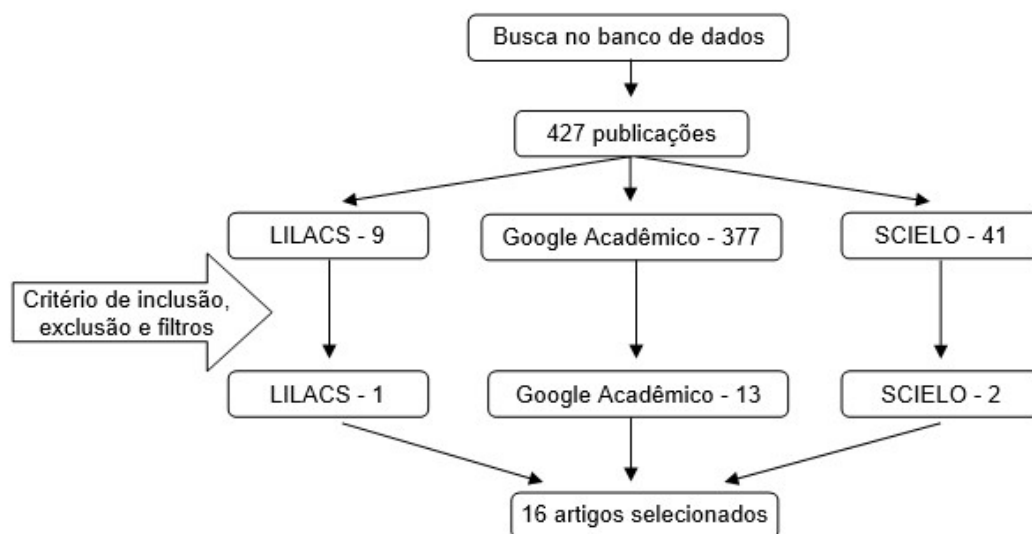 Busca no banco de dados
427 publicações
LILACS - 9
Google Acadêmico - 377
SCIELO - 41
Critério de inclusão,
exclusão e filtros
LILACS - 1
Google Acadêmico - 13
SCIELO - 2
16 artigos selecionados